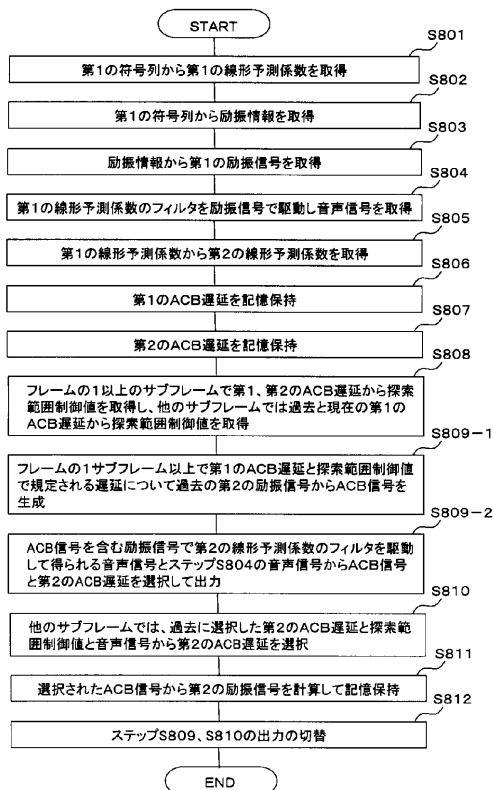 START
S801
第1の符号列から第1の線形予測係数を取得
S802
第1の符号列から励振情報を取得
S803
励振情報から第1の励振信号を取得
S804
第1の線形予測係数のフィルタを励振信号で駆動し音声信号を取得
S805
第1の線形予測係数から第2の線形予測係数を取得
S806
第1のACB遅延を記憶保持
S807
第2のACB遅延を記憶保持
S808
フレームの1以上のサブフレームで第1、第2のACB遅延から探索
範囲制御値を取得し、他のサブフレームでは過去と現在の第1の
ACB遅延から探索範囲制御値を取得
S809-1
フレームの1サブフレーム以上で第1のACB遅延と探索範囲制御値
で規定される遅延について過去の第2の励振信号からACB信号を
生成
S809-2
ACB信号を含む励振信号で第2の線形予測係数のフィルタを駆動
して得られる音声信号とステップS804の音声信号からACB信号
と第2のACB遅延を選択して出力
S810
他のサブフレームでは、過去に選択した第2のACB遅延と探索範
囲制御値と音声信号から第2のACB遅延を選択
S811
選択されたACB信号から第2の励振信号を計算して記憶保持
S812
ステップS809、S810の出力の切替
END